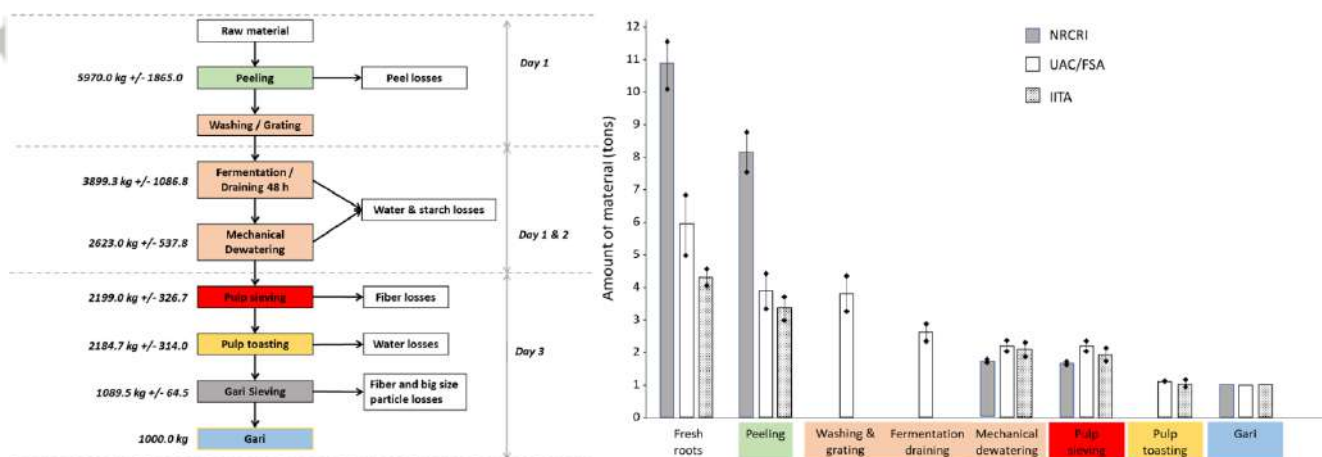 Raw material
Day 1
5970.0 kg +/- 1865.0
Peeling
Peel losses
Washing / Grating
3899.3 kg +/- 1086.8
Fermentation /
Draining 48 h
Water & starch losses
Day 1 & 2
2623.0 kg +/- 537.8
Mechanical
Dewatering
2199.0 kg +/- 326.7
Pulp sieving
Fiber losses
2184.7 kg +/- 314.0
Pulp toasting
Water losses
Day 3
1089.5 kg +/- 64.5
Gari Sieving
Fiber and big size
particle losses
1000.0 kg
Gari
Amount of material (tons)
12
11
10
9
8
7
6
5
4
3
2
1
0
NRCRI
UAC/FSA
IITA
Fresh
roots
Peeling
Washing &
grating
Fermentation
draining
Mechanical
dewatering
Pulp
sieving
Pulp
toasting
Gari